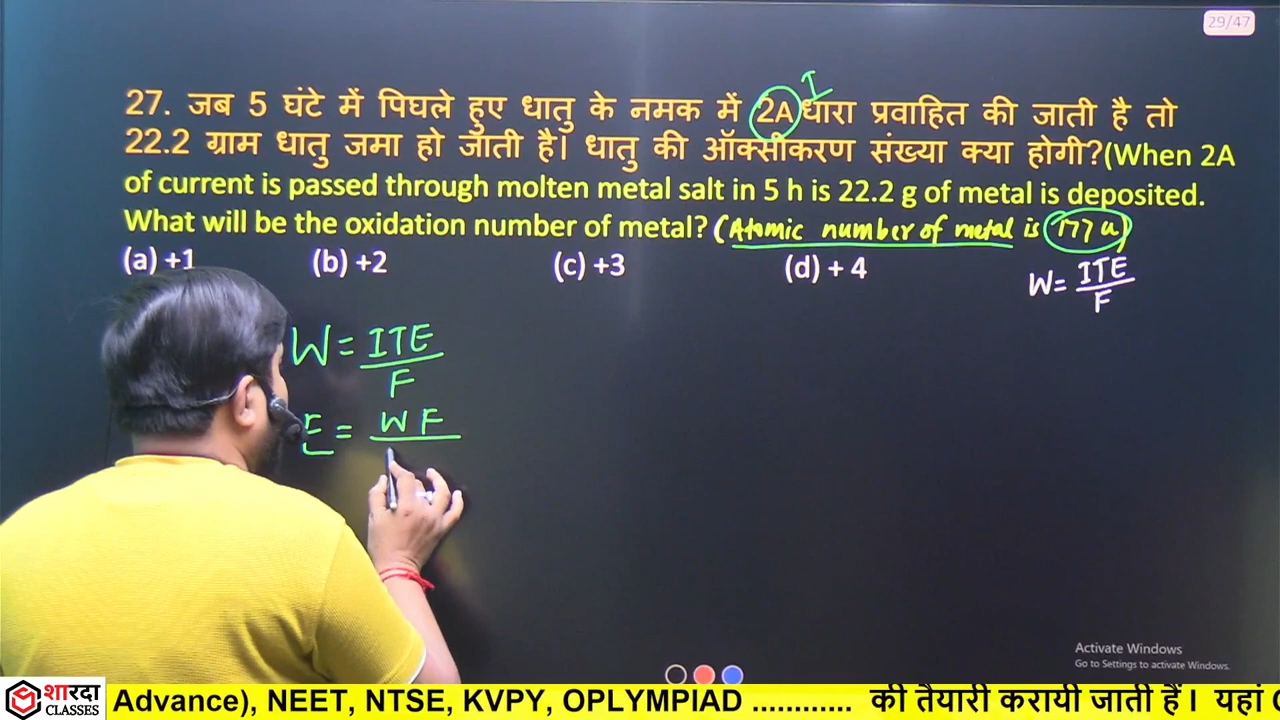 29/47
27. जब 5 घंटे में पिघले हुए धातु के नमक में 2A धारा प्रवाहित की जाती है तो
I
22.2 ग्राम धातु जमा हो जाती है। धातु की ऑक्सीकरण संख्या क्या होगी?(When 2A
of current is passed through molten metal salt in 5 h is 22.2 g of metal is deposited.
What will be the oxidation number of metal? (Atomic number of metal is 177 u)
(a) +1 (b) +2 (c) +3 (d) + 4
W = ITE / F
W = ITE / F
E = W F
Activate Windows
Go to Settings to activate Windows.
शारदा
CLASSES
Advance), NEET, NTSE, KVPY, OPLYMPIAD ............ की तैयारी करायी जाती हैं। यहां